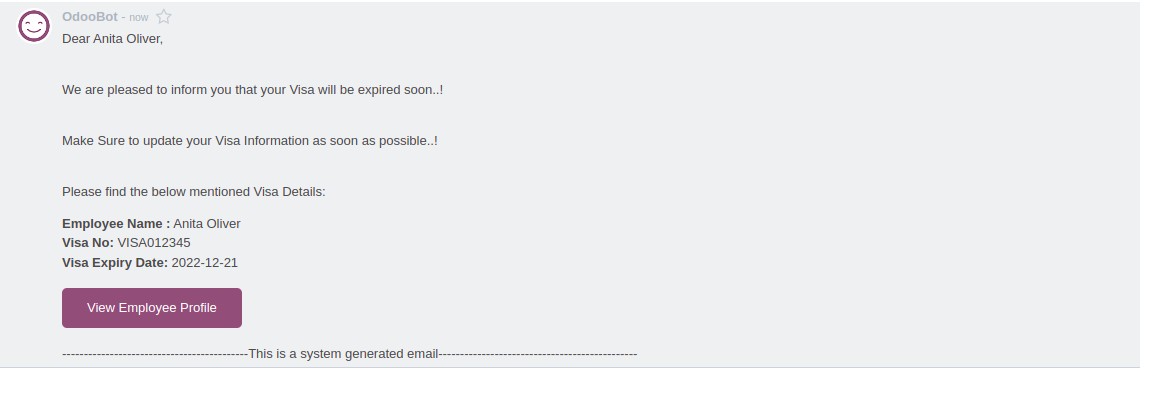 OdooBot - now
Dear Anita Oliver,
We are pleased to inform you that your Visa will be expired soon..!
Make Sure to update your Visa Information as soon as possible..!
Please find the below mentioned Visa Details:
Employee Name : Anita Oliver
Visa No: VISA012345
Visa Expiry Date: 2022-12-21
View Employee Profile
-------------------------------------------This is a system generated email----------------------------------------------